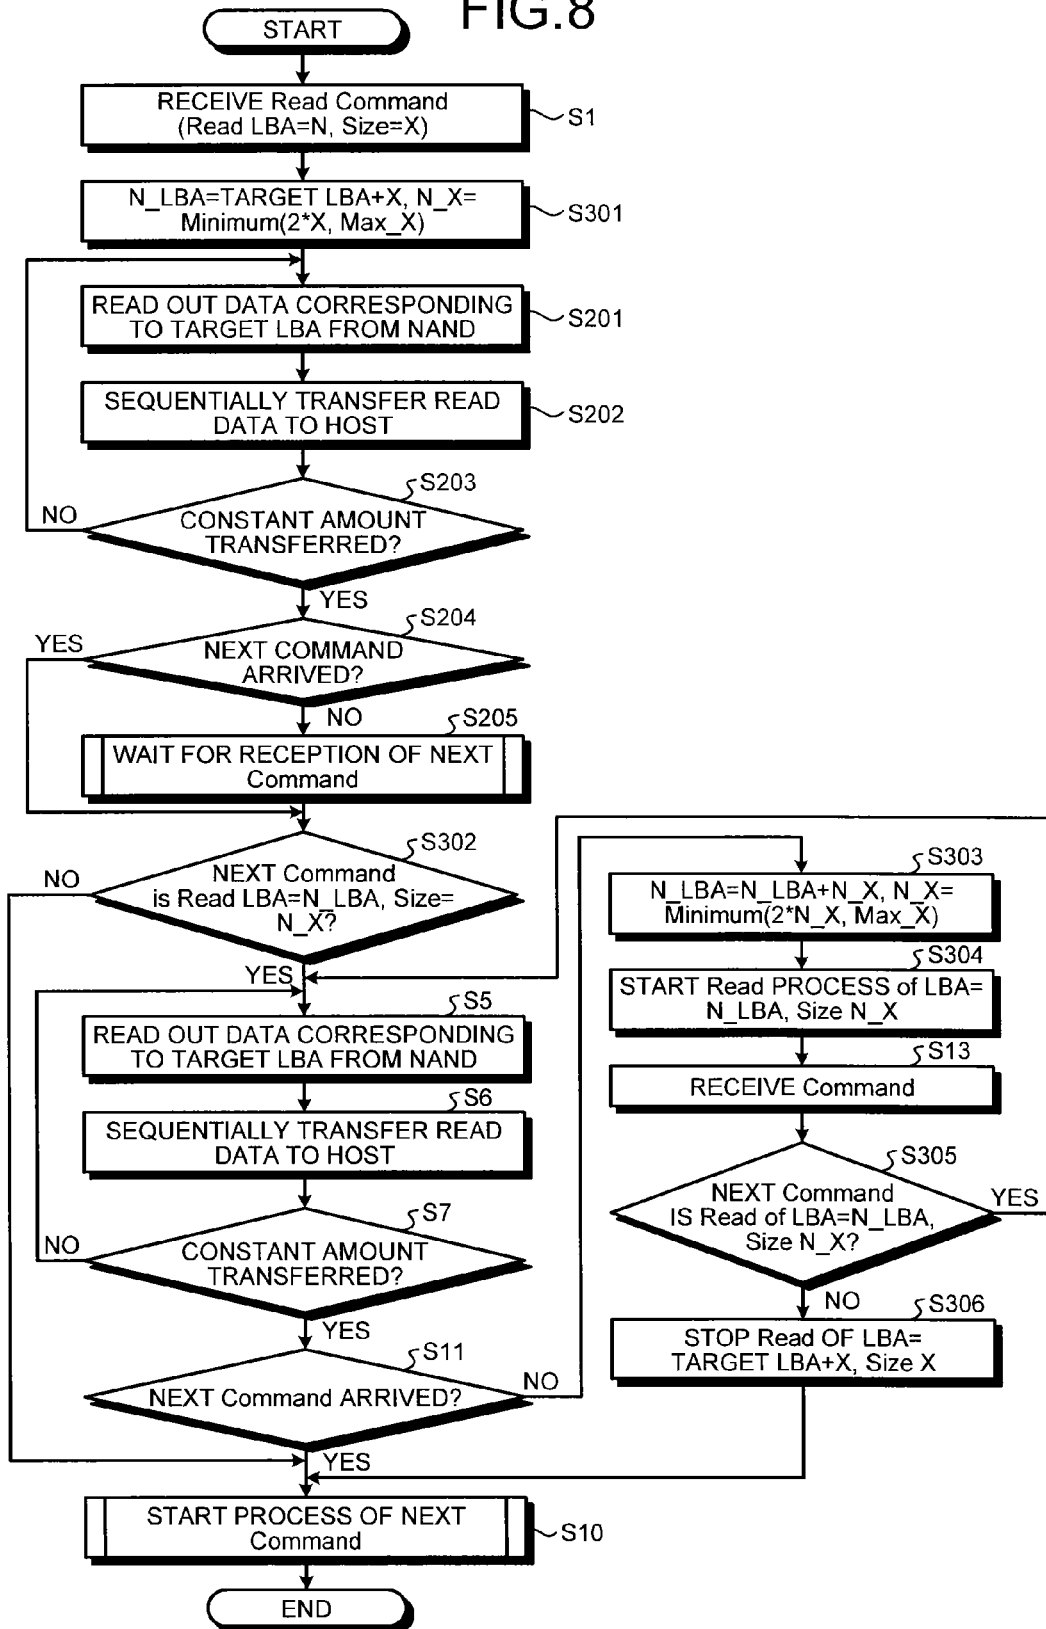 FIG.8
START
RECEIVE Read Command
(Read LBA=N, Size=X)
S1
N_LBA=TARGET LBA+X, N_X=
Minimum(2*X, Max_X)
S301
READ OUT DATA CORRESPONDING
TO TARGET LBA FROM NAND
S201
SEQUENTIALLY TRANSFER READ
DATA TO HOST
S202
S203
CONSTANT AMOUNT
TRANSFERRED?
NO
YES
S204
NEXT COMMAND
ARRIVED?
YES
NO
S205
WAIT FOR RECEPTION OF NEXT
Command
S302
NEXT Command
is Read LBA=N_LBA, Size=
N_X?
NO
YES
S5
READ OUT DATA CORRESPONDING
TO TARGET LBA FROM NAND
S6
SEQUENTIALLY TRANSFER READ
DATA TO HOST
S7
CONSTANT AMOUNT
TRANSFERRED?
NO
YES
S11
NEXT Command ARRIVED?
NO
YES
S303
N_LBA=N_LBA+N_X, N_X=
Minimum(2*N_X, Max_X)
S304
START Read PROCESS of LBA=
N_LBA, Size N_X
S13
RECEIVE Command
S305
NEXT Command
IS Read of LBA=N_LBA,
Size N_X?
YES
NO
S306
STOP Read OF LBA=
TARGET LBA+X, Size X
START PROCESS OF NEXT
Command
S10
END